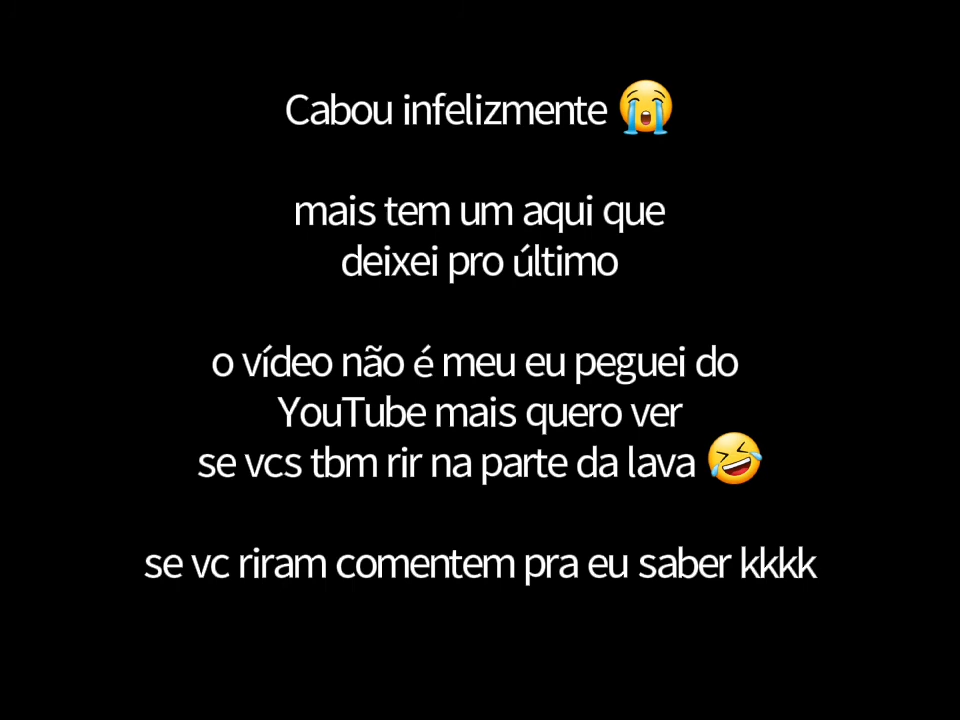 Cabou infelizmente 😭
mais tem um aqui que
deixei pro último
o vídeo não é meu eu peguei do
YouTube mais quero ver
se vcs tbm rir na parte da lava 🤣
se vc riram comentem pra eu saber kkkk